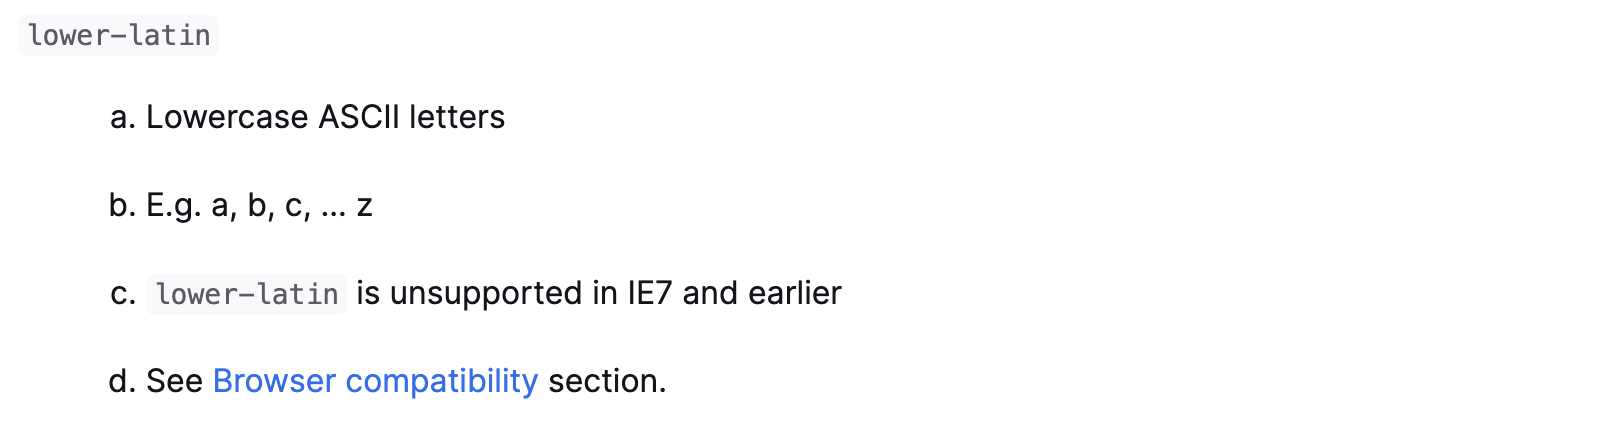 lower-latin
a. Lowercase ASCII letters
b. E.g. a, b, c, … z
c. lower-latin is unsupported in IE7 and earlier
d. See Browser compatibility section.